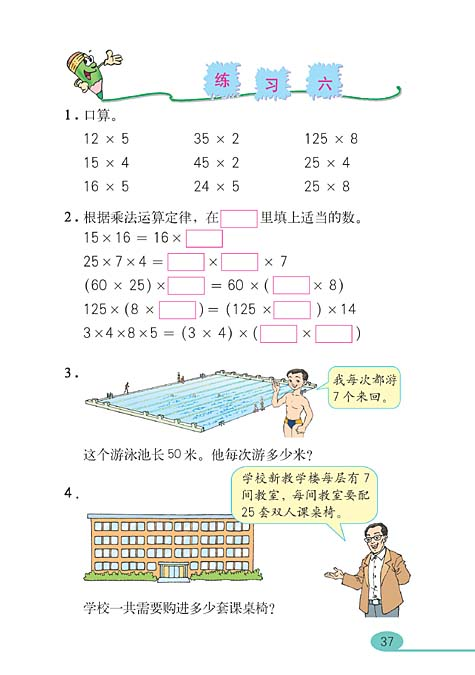 练习六
1. 口算。
12 × 5 35 × 2 125 × 8
15 × 4 45 × 2 25 × 4
16 × 5 24 × 5 25 × 8
2. 根据乘法运算定律，在□里填上适当的数。
15×16 = 16×□
25×7×4 = □×□×7
(60 × 25)×□ = 60×(□× 8)
125×(8 ×□)= (125 ×□)×14
3×4×8×5 = (3 × 4)×(□×□)
3.
我每次都游
7个来回。
这个游泳池长50米。他每次游多少米？
4.
学校新教学楼每层有7
间教室，每间教室要配
25套双人课桌椅。
学校一共需要购进多少套课桌椅？
37